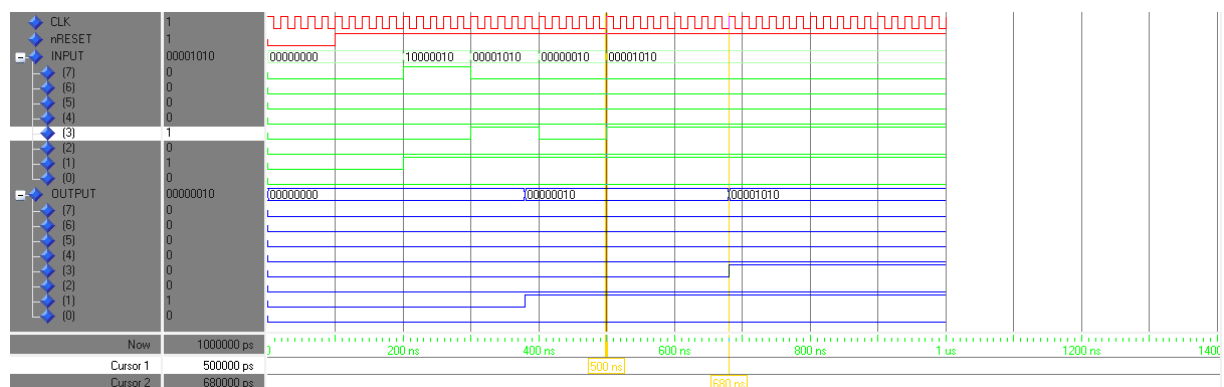 CLK 1
nRESET 1
INPUT 00001010 00000000 10000010 00001010 00000010 00001010
(7) 0
(6) 0
(5) 0
(4) 0
(3) 1
(2) 0
(1) 1
(0) 0
OUTPUT 00000010 00000000 00000010 00001010
(7) 0
(6) 0
(5) 0
(4) 0
(3) 0
(2) 0
(1) 1
(0) 0
Now 1000000 ps 200 ns 400 ns 600 ns 800 ns 1 us 1200 ns 1400
Cursor 1 500000 ps 500 ns
Cursor 2 680000 ps 680 ns